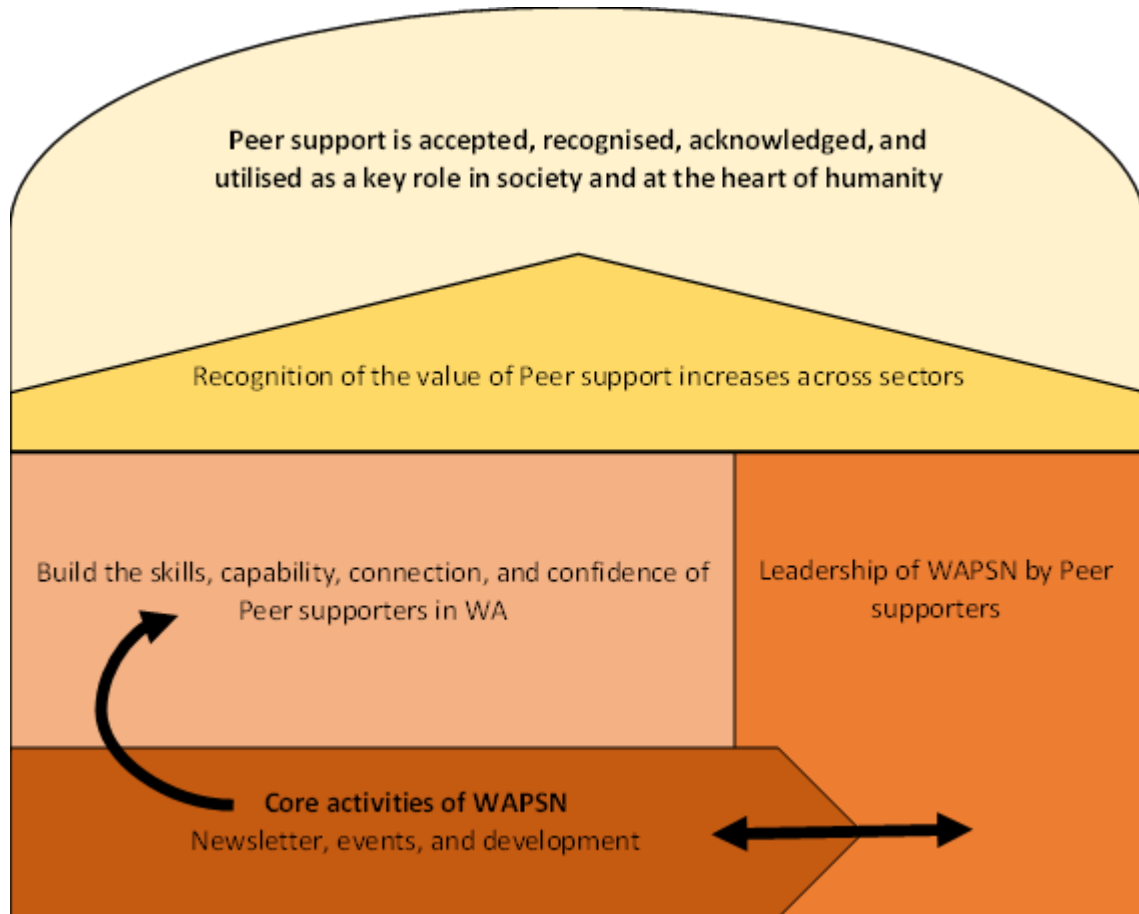 Peer support is accepted, recognised, acknowledged, and
utilised as a key role in society and at the heart of humanity
Recognition of the value of Peer support increases across sectors
Build the skills, capability, connection, and confidence of
Peer supporters in WA
Leadership of WAPSN by Peer
supporters
Core activities of WAPSN
Newsletter, events, and development